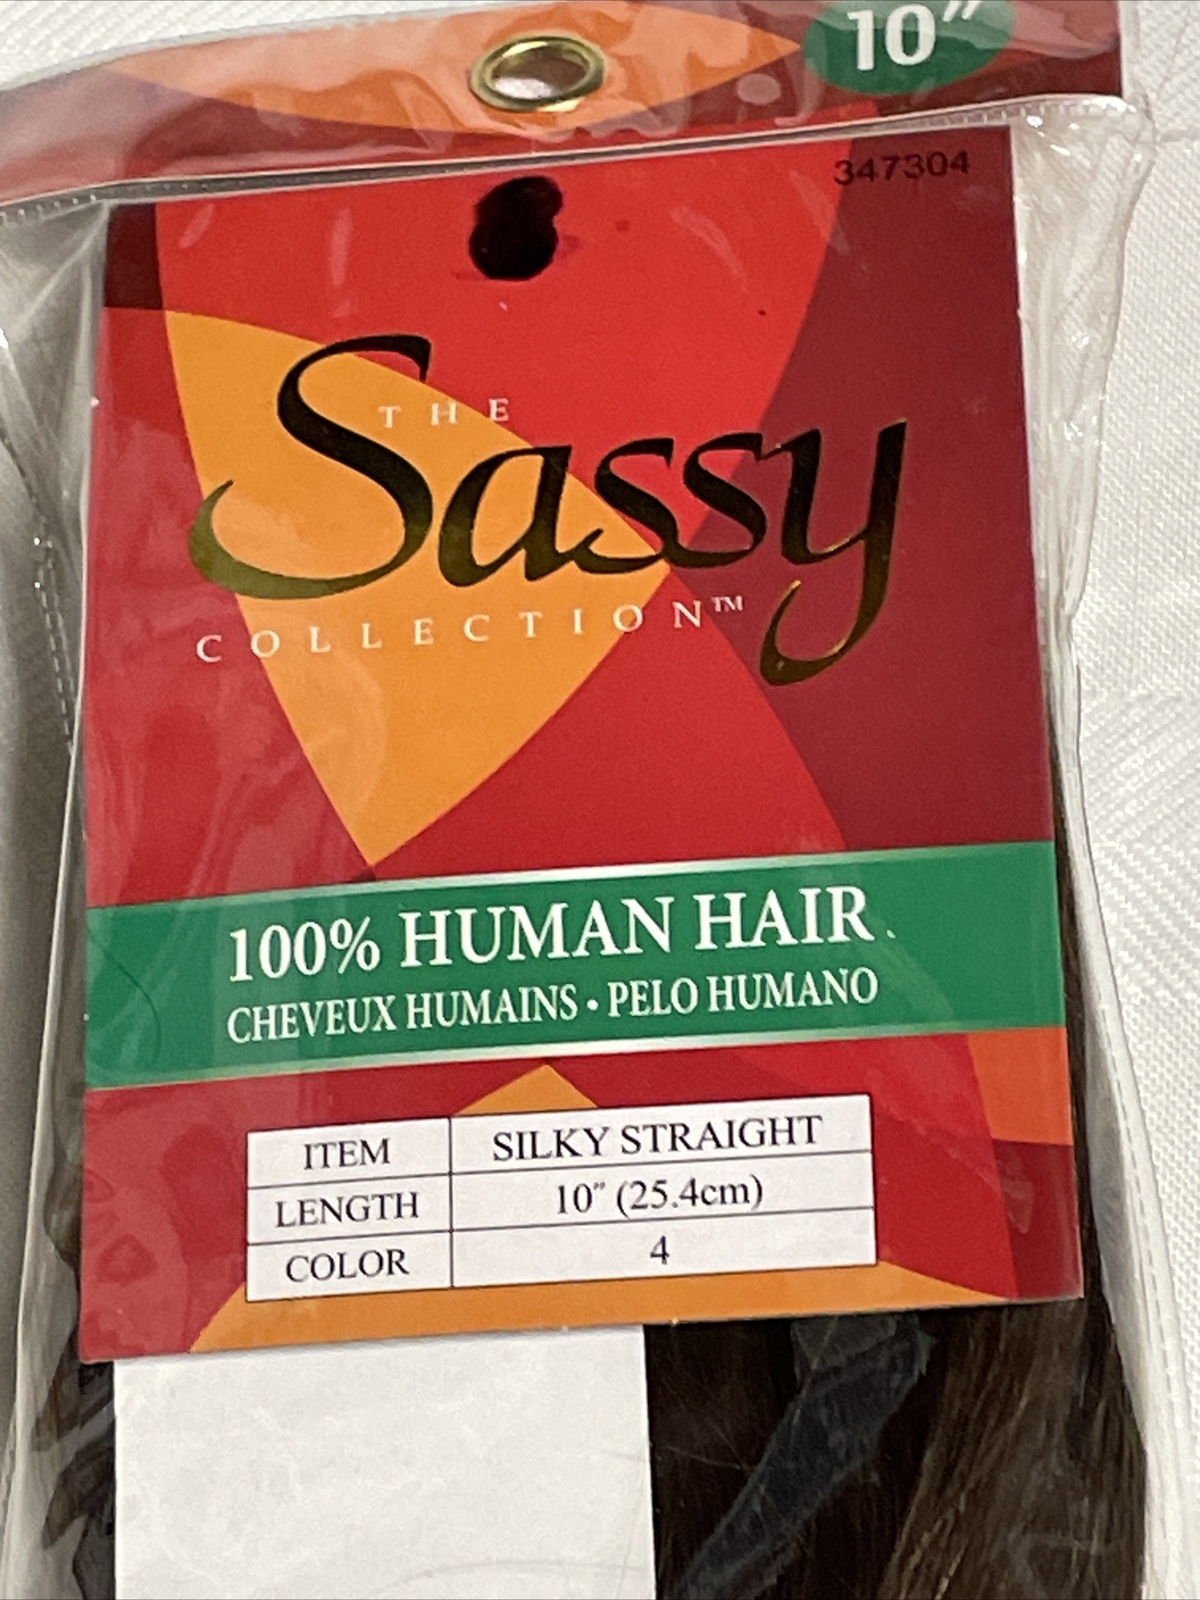 10"
347304
THE
Sassy
COLLECTION™
100% HUMAN HAIR
CHEVEUX HUMAINS • PELO HUMANO
ITEM SILKY STRAIGHT
LENGTH 10" (25.4cm)
COLOR 4